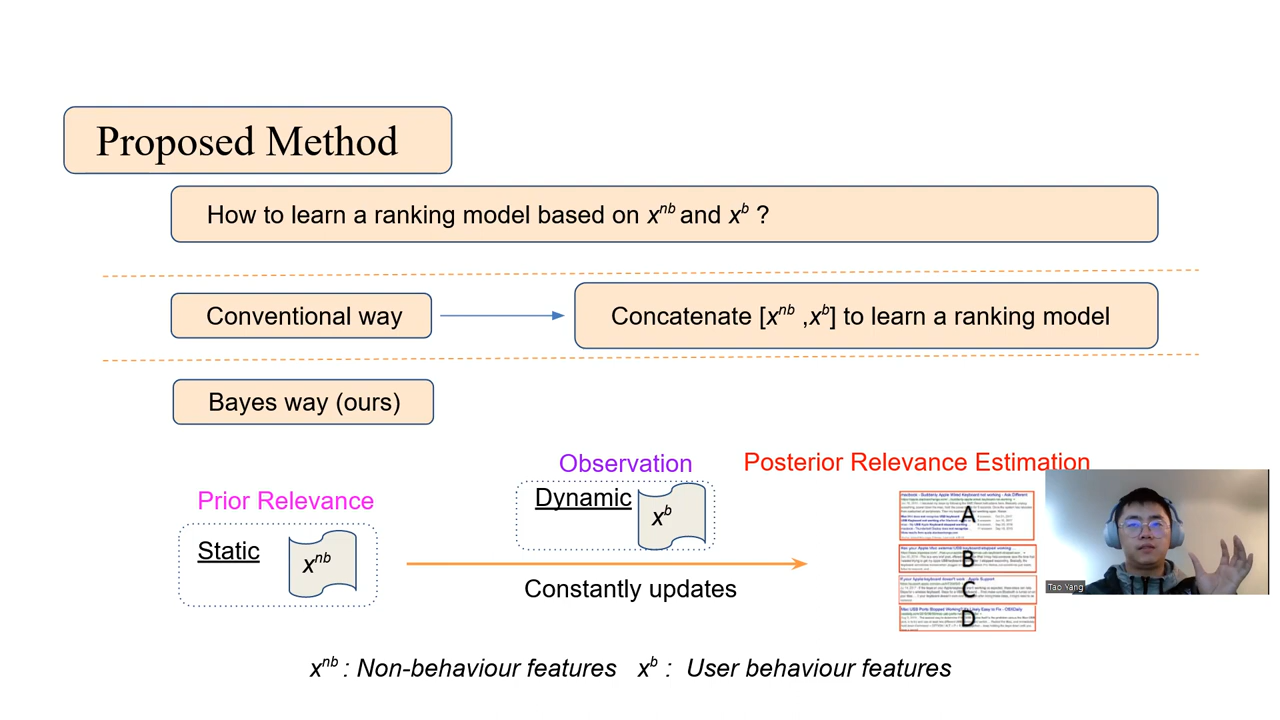 Proposed Method
How to learn a ranking model based on x^nb and x^b ?
Conventional way
Concatenate [x^nb ,x^b] to learn a ranking model
Bayes way (ours)
Observation
Posterior Relevance Estimation
Prior Relevance
Dynamic
x^b
Static
x^nb
Constantly updates
A
B
C
D
Tao Yang
x^nb : Non-behaviour features x^b : User behaviour features